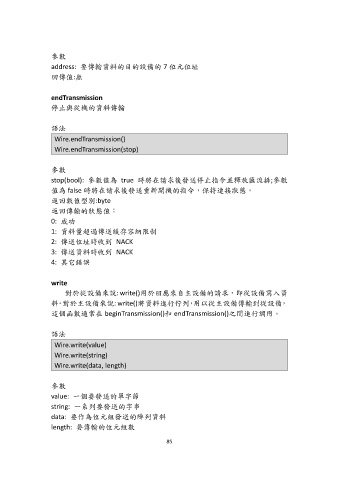 參數
address: 要傳輸資料的目的設備的 7 位元位址
回傳值:無
endTransmission
停止與從機的資料傳輸
語法
Wire.endTransmission()
Wire.endTransmission(stop)
參數
stop(bool): 參數值為 true 時將在請求後發送停止指令並釋放匯流排;參數
值為 false 時將在請求後發送重新開機的指令，保持連接狀態。
返回數值型別:byte
返回傳輸的狀態值：
0: 成功
1: 資料量超過傳送緩存容納限制
2: 傳送位址時收到 NACK
3: 傳送資料時收到 NACK
4: 其它錯誤
write
對於從設備來說: write()用於回應來自主設備的請求，即從設備寫入資
料。對於主設備來說: write()將資料進行佇列，用以從主設備傳輸到從設備，
這個函數通常在 beginTransmission()和 endTransmission()之間進行調用。
語法
Wire.write(value)
Wire.write(string)
Wire.write(data, length)
參數
value: 一個要發送的單字節
string: 一系列要發送的字串
data: 要作為位元組發送的陣列資料
length: 要傳輸的位元組數
85